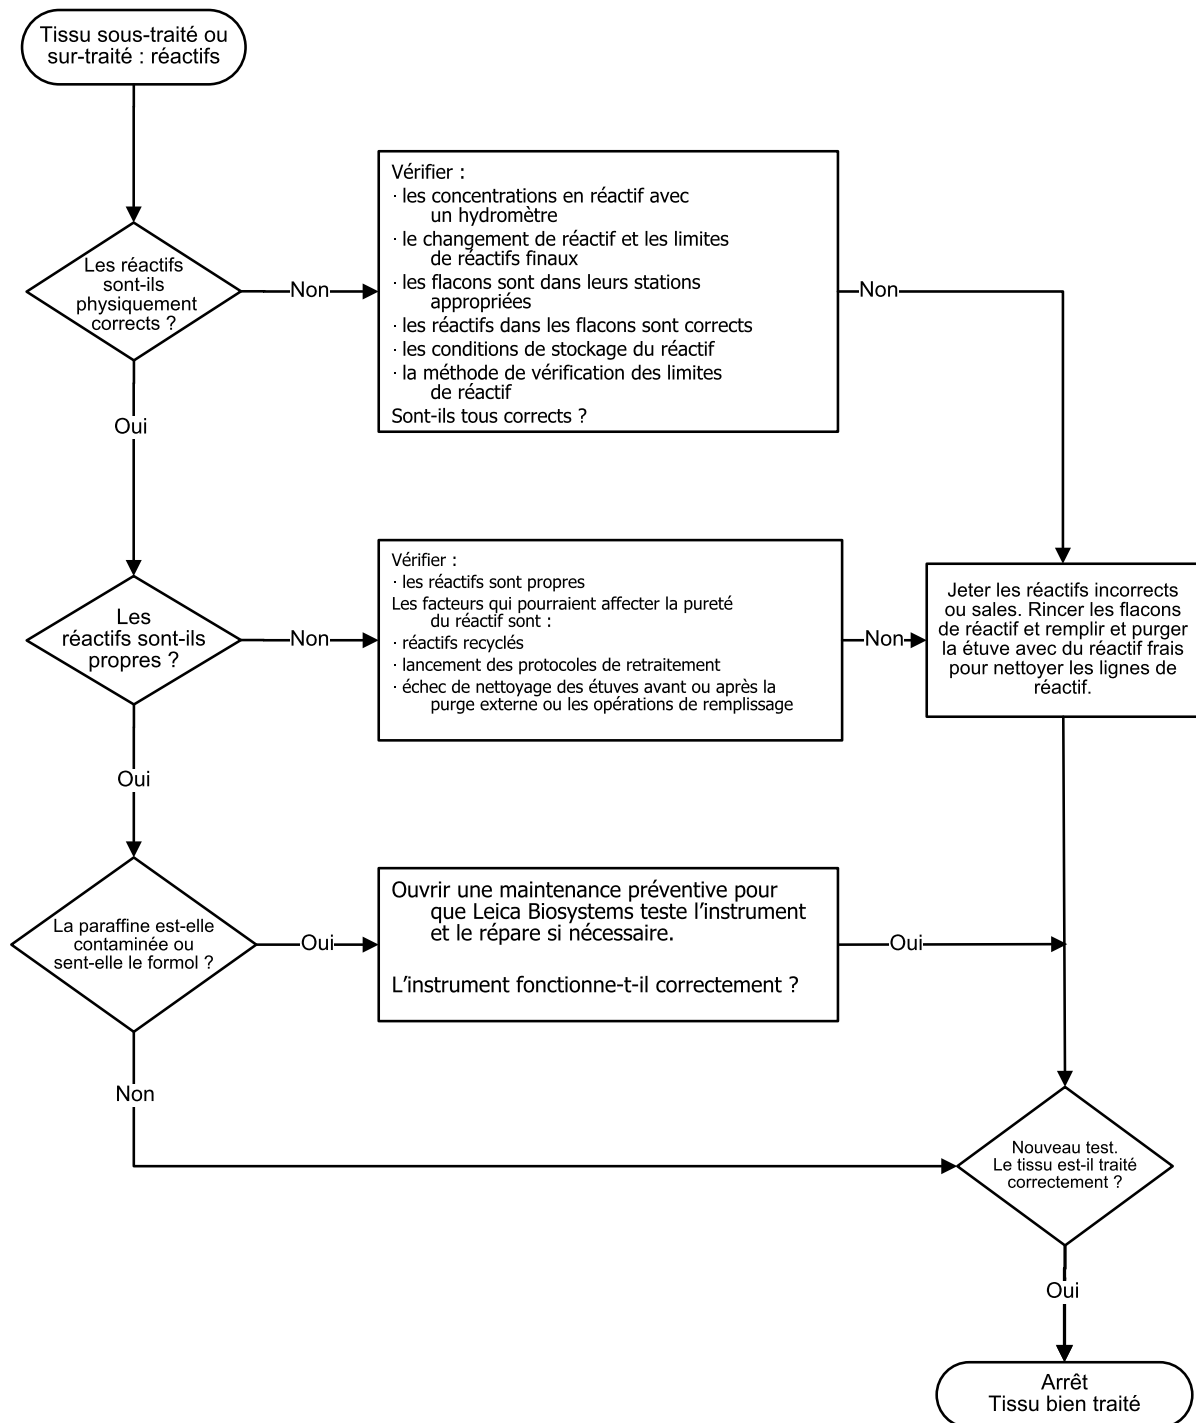 Tissu sous-traité ou
sur-traité : réactifs
Les réactifs
sont-ils
physiquement
corrects ?
Non
Vérifier :
· les concentrations en réactif avec
un hydromètre
· le changement de réactif et les limites
de réactifs finaux
· les flacons sont dans leurs stations
appropriées
· les réactifs dans les flacons sont corrects
· les conditions de stockage du réactif
· la méthode de vérification des limites
de réactif
Sont-ils tous corrects ?
Non
Oui
Les
réactifs sont-ils
propres ?
Non
Vérifier :
· les réactifs sont propres
Les facteurs qui pourraient affecter la pureté
du réactif sont :
· réactifs recyclés
· lancement des protocoles de retraitement
· échec de nettoyage des étuves avant ou après la
purge externe ou les opérations de remplissage
Non
Jeter les réactifs incorrects
ou sales. Rincer les flacons
de réactif et remplir et purger
la étuve avec du réactif frais
pour nettoyer les lignes de
réactif.
Oui
La paraffine est-elle
contaminée ou
sent-elle le formol ?
Oui
Ouvrir une maintenance préventive pour
que Leica Biosystems teste l’instrument
et le répare si nécessaire.
L’instrument fonctionne-t-il correctement ?
Oui
Non
Nouveau test.
Le tissu est-il traité
correctement ?
Oui
Arrêt
Tissu bien traité